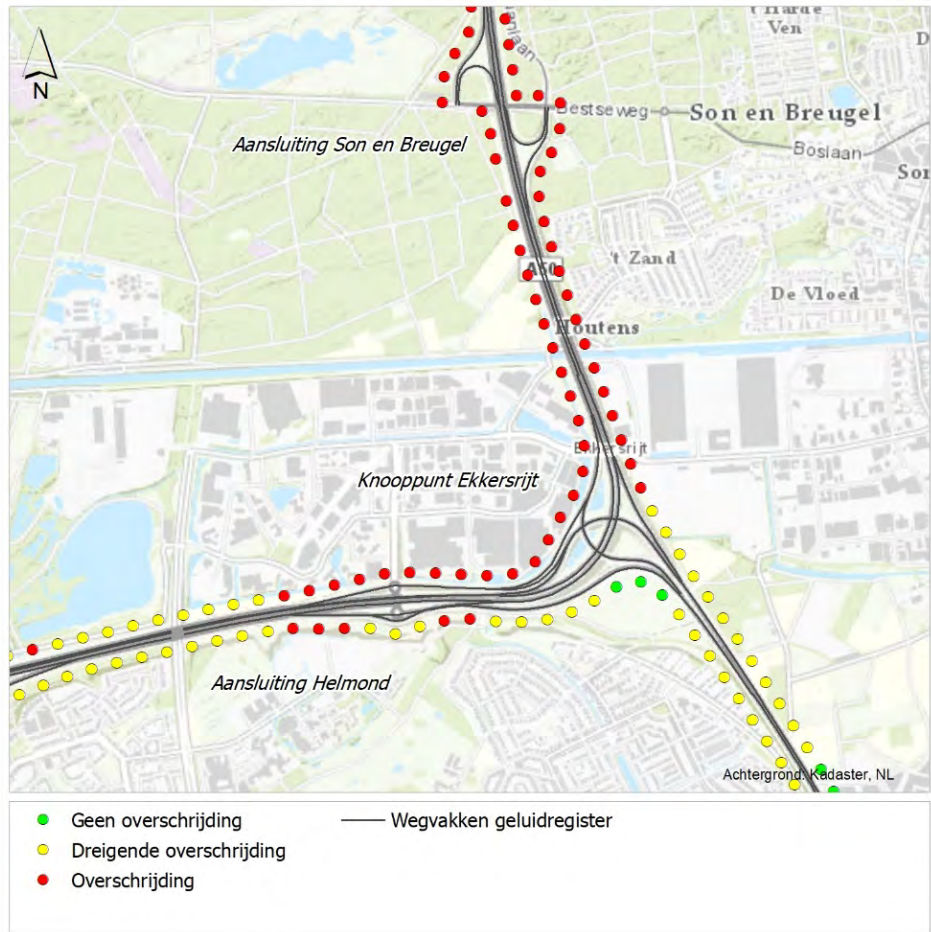 't Harde
Ven
N
Bestseweg
Son en Breugel
Aansluiting Son en Breugel
Boslaan
't Zand
A50
De Vloed
Houtens
Ekkersrijt
Knooppunt Ekkersrijt
Aansluiting Helmond
Achtergrond: Kadaster, NL
Geen overschrijding
Wegvakken geluidregister
Dreigende overschrijding
Overschrijding